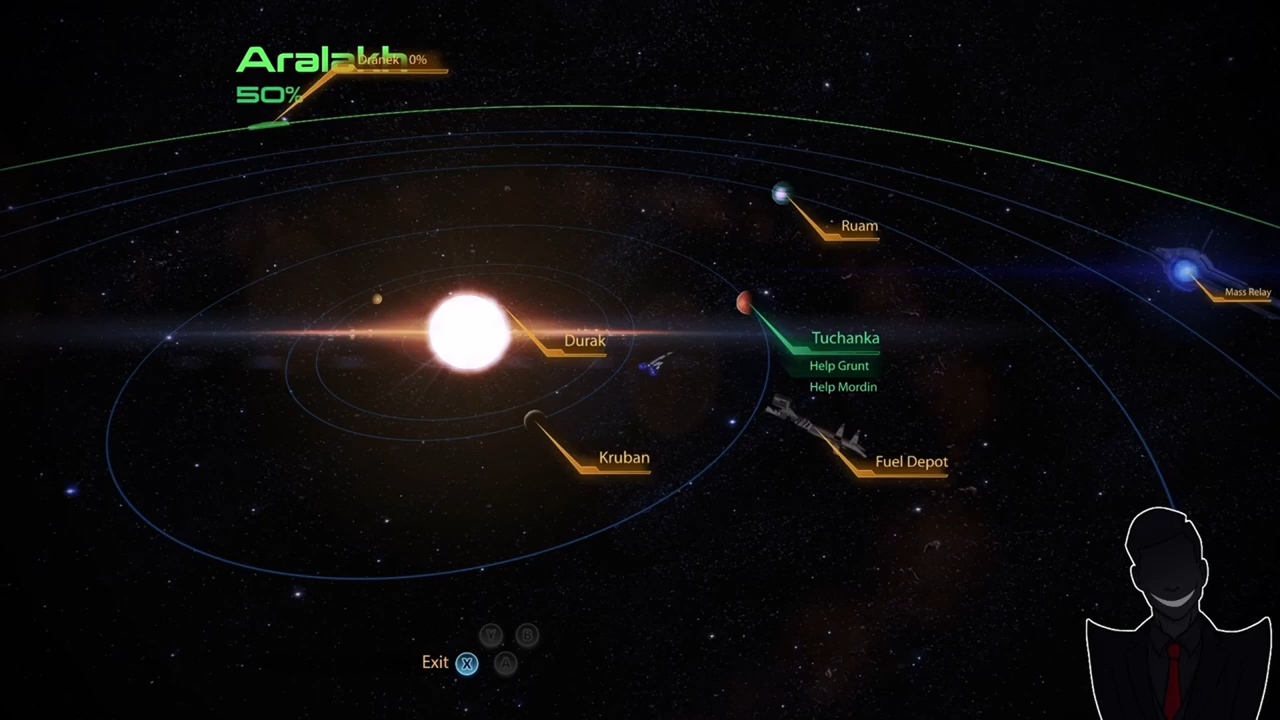 Aralakh
Dranek 0%
50%
Ruam
Mass Relay
Durak
Tuchanka
Help Grunt
Help Mordin
Kruban
Fuel Depot
Y B
Exit X A